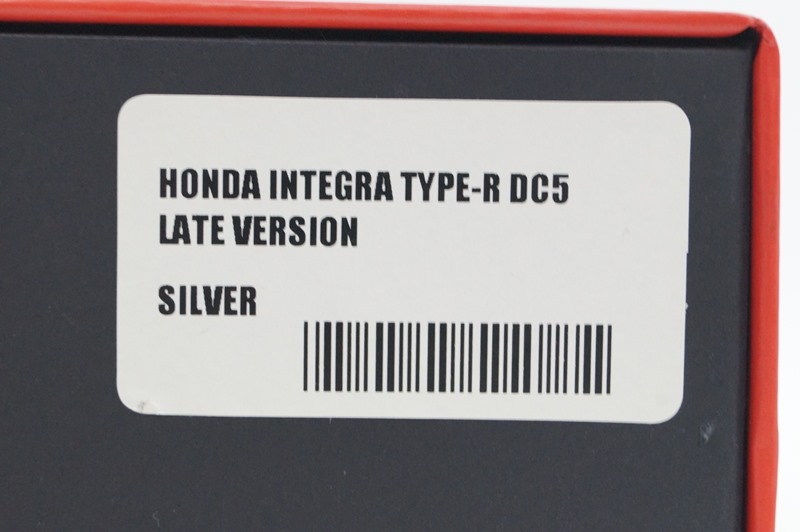 HONDA INTEGRA TYPE-R DC5
LATE VERSION
SILVER